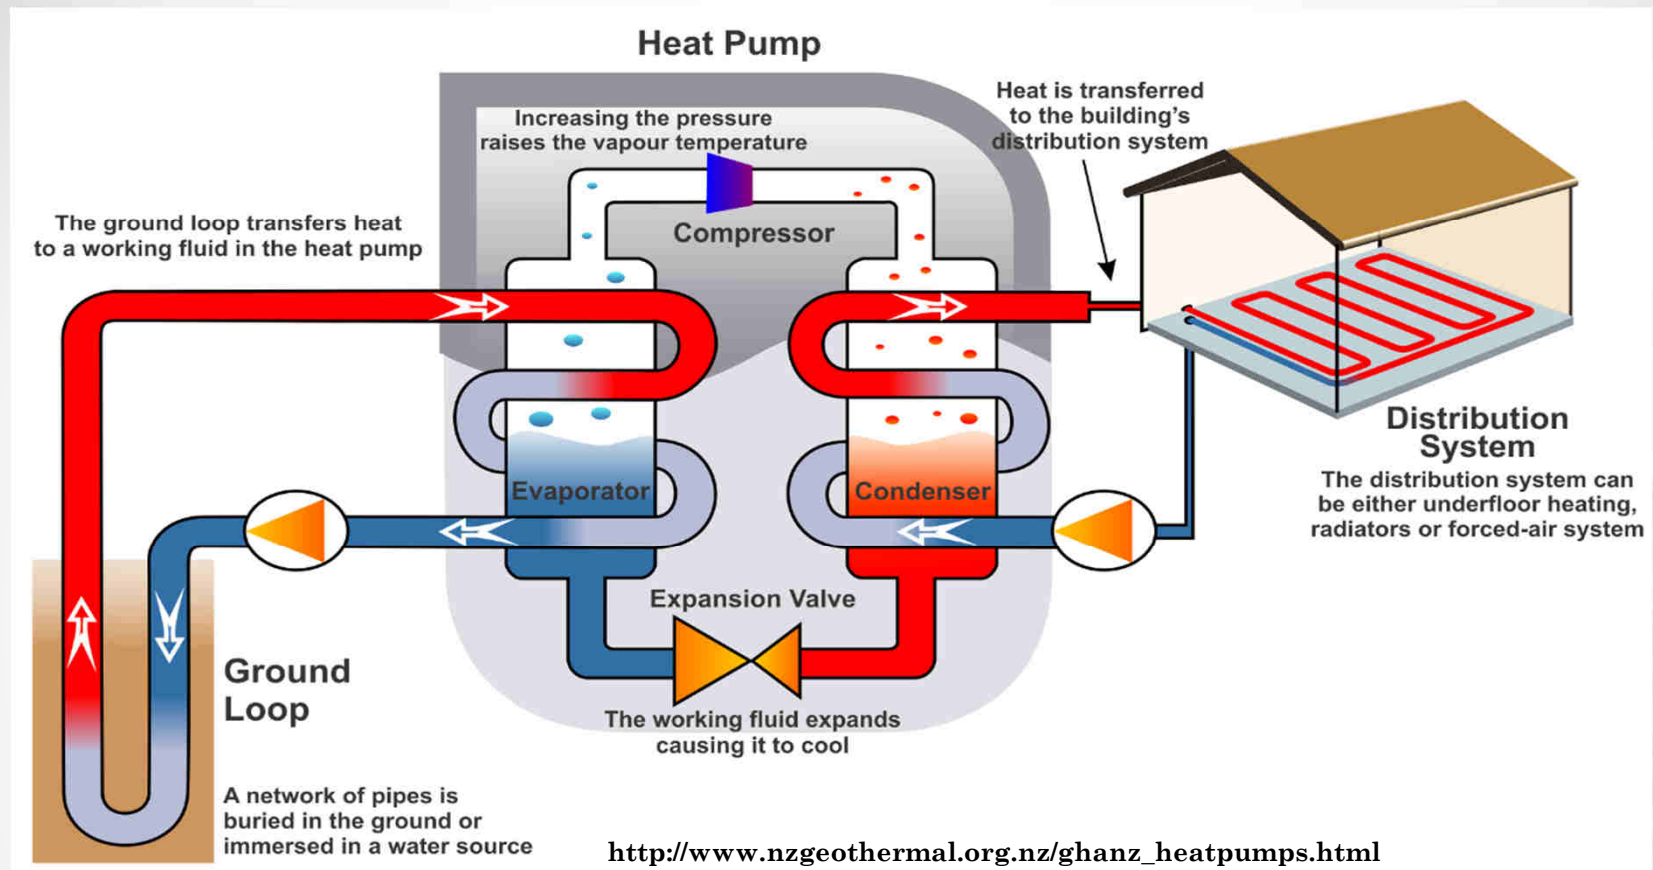 Heat Pump
Increasing the pressure
raises the vapour temperature
Heat is transferred
to the building's
distribution system
The ground loop transfers heat
to a working fluid in the heat pump
Compressor
Evaporator
Condenser
Distribution
System
The distribution system can
be either underfloor heating,
radiators or forced-air system
Expansion Valve
The working fluid expands
causing it to cool
Ground
Loop
A network of pipes is
buried in the ground or
immersed in a water source
http://www.nzgeothermal.org.nz/ghanz_heatpumps.html